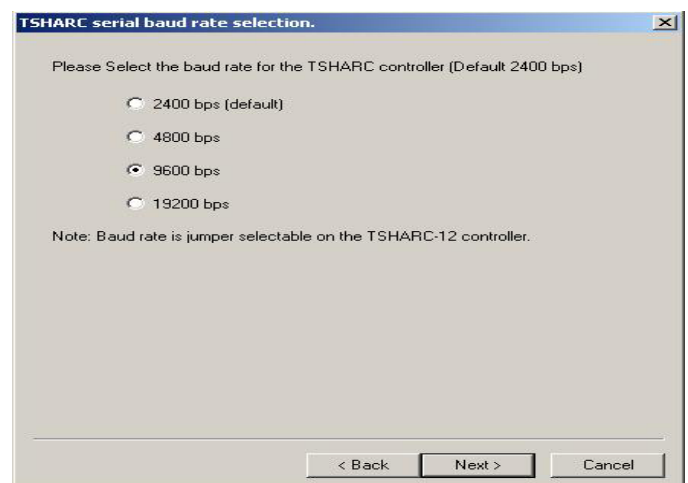 TSHARC serial baud rate selection.
Please Select the baud rate for the TSHARC controller (Default 2400 bps)
2400 bps (default)
4800 bps
9600 bps
19200 bps
Note: Baud rate is jumper selectable on the TSHARC-12 controller.
< Back Next > Cancel